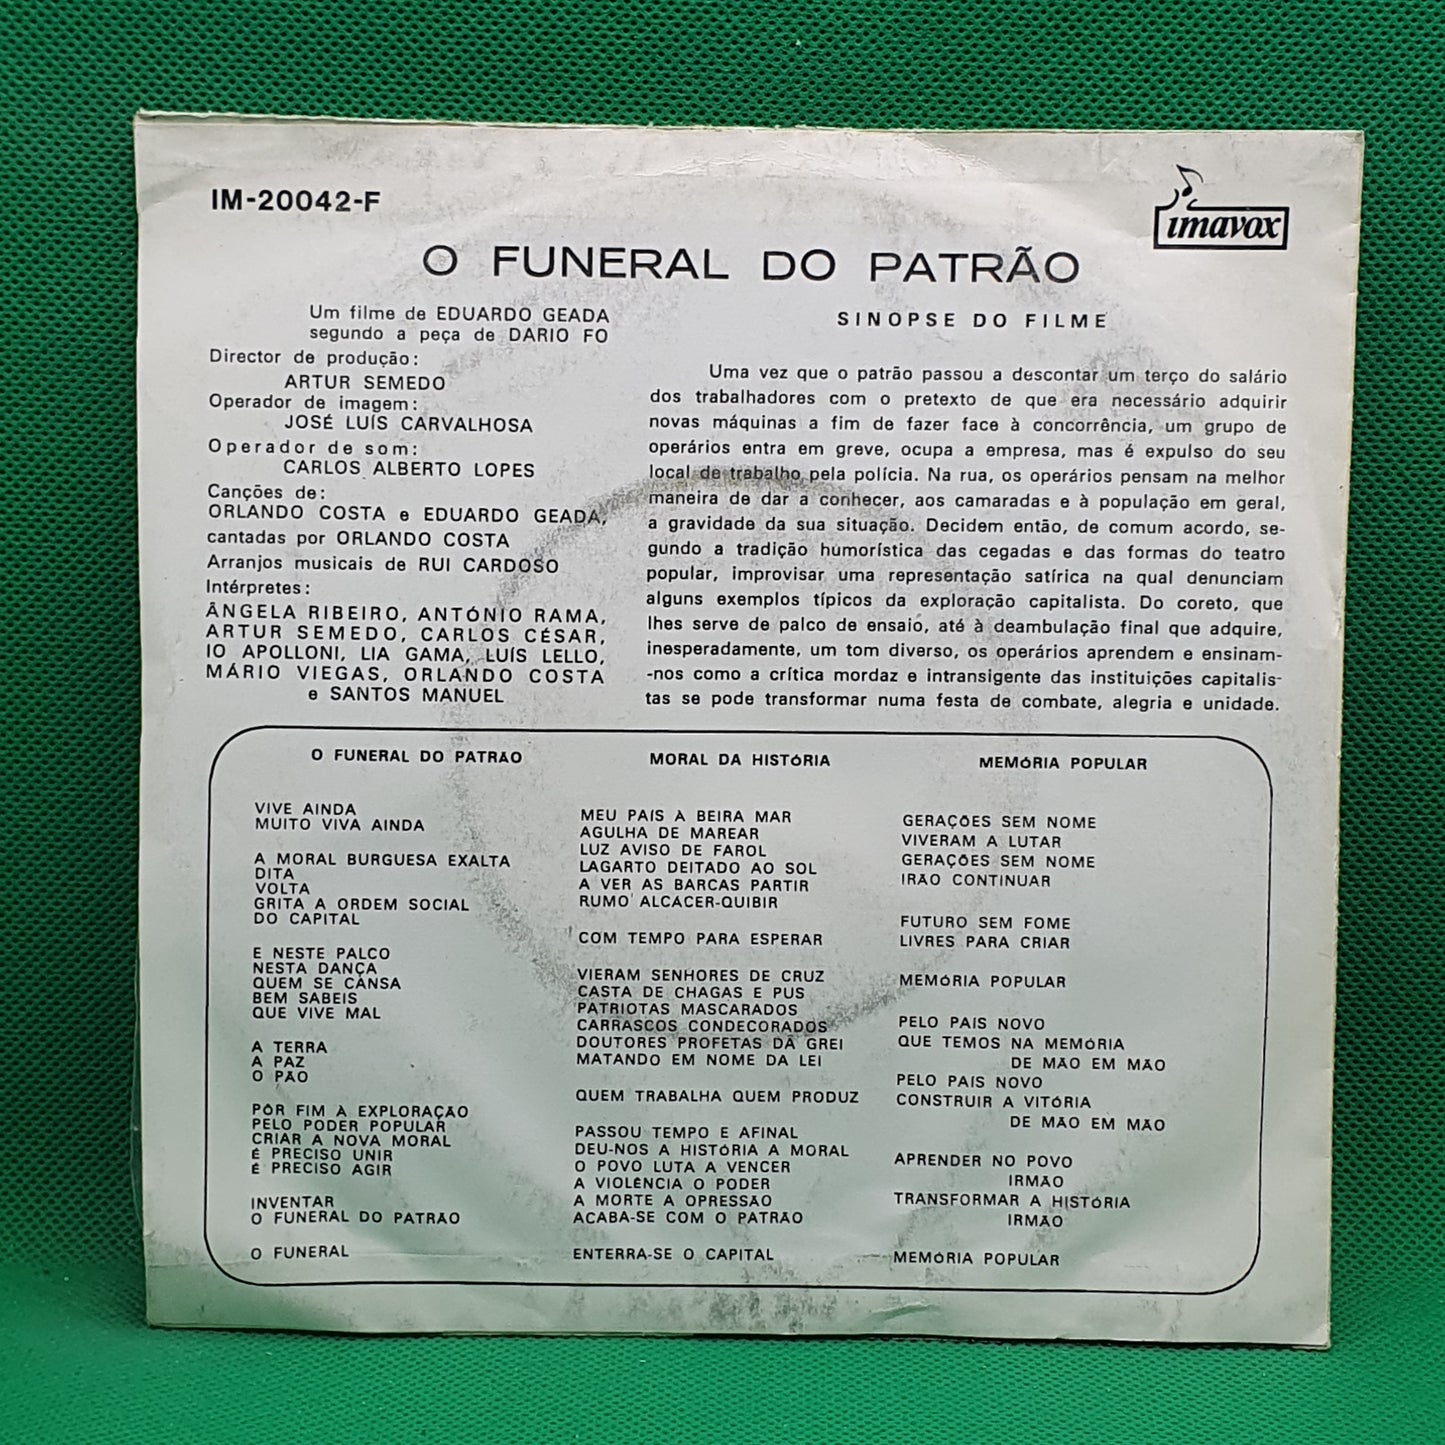 IM-20042-F
imavox
O FUNERAL DO PATRÃO
Um filme de EDUARDO GEADA
segundo a peça de DARIO FO
Director de produção:
ARTUR SEMEDO
Operador de imagem:
JOSÉ LUÍS CARVALHOSA
Operador de som:
CARLOS ALBERTO LOPES
Canções de:
ORLANDO COSTA e EDUARDO GEADA,
cantadas por ORLANDO COSTA
Arranjos musicais de RUI CARDOSO
Intérpretes:
ÂNGELA RIBEIRO, ANTÓNIO RAMA,
ARTUR SEMEDO, CARLOS CÉSAR,
IO APOLLONI, LIA GAMA, LUÍS LELLO,
MÁRIO VIEGAS, ORLANDO COSTA
e SANTOS MANUEL
SINOPSE DO FILME
Uma vez que o patrão passou a descontar um terço do salário
dos trabalhadores com o pretexto de que era necessário adquirir
novas máquinas a fim de fazer face à concorrência, um grupo de
operários entra em greve, ocupa a empresa, mas é expulso do seu
local de trabalho pela polícia. Na rua, os operários pensam na melhor
maneira de dar a conhecer, aos camaradas e à população em geral,
a gravidade da sua situação. Decidem então, de comum acordo, se-
gundo a tradição humorística das cegadas e das formas do teatro
popular, improvisar uma representação satírica na qual denunciam
alguns exemplos típicos da exploração capitalista. Do coreto, que
lhes serve de palco de ensaio, até à deambulação final que adquire,
inesperadamente, um tom diverso, os operários aprendem e ensinam-
-nos como a crítica mordaz e intransigente das instituições capitalis-
tas se pode transformar numa festa de combate, alegria e unidade.
O FUNERAL DO PATRÃO
VIVE AINDA
MUITO VIVA AINDA
A MORAL BURGUESA EXALTA
DITA
VOLTA
GRITA A ORDEM SOCIAL
DO CAPITAL
E NESTE PALCO
NESTA DANÇA
QUEM SE CANSA
BEM SABEIS
QUE VIVE MAL
A TERRA
A PAZ
O PÃO
PÔR FIM À EXPLORAÇÃO
PELO PODER POPULAR
CRIAR A NOVA MORAL
É PRECISO UNIR
É PRECISO AGIR
INVENTAR
O FUNERAL DO PATRÃO
O FUNERAL
MORAL DA HISTÓRIA
MEU PAÍS À BEIRA MAR
AGULHA DE MAREAR
LUZ AVISO DE FAROL
LAGARTO DEITADO AO SOL
A VER AS BARCAS PARTIR
RUMO ALCACER-QUIBIR
COM TEMPO PARA ESPERAR
VIERAM SENHORES DE CRUZ
CASTA DE CHAGAS E PUS
PATRIOTAS MASCARADOS
CARRASCOS CONDECORADOS
DOUTORES PROFETAS DA GREI
MATANDO EM NOME DA LEI
QUEM TRABALHA QUEM PRODUZ
PASSOU TEMPO E AFINAL
DEU-NOS A HISTÓRIA A MORAL
O POVO LUTA A VENCER
A VIOLÊNCIA O PODER
A MORTE A OPRESSÃO
ACABA-SE COM O PATRÃO
ENTERRA-SE O CAPITAL
MEMÓRIA POPULAR
GERAÇÕES SEM NOME
VIVERAM A LUTAR
GERAÇÕES SEM NOME
IRÃO CONTINUAR
FUTURO SEM FOME
LIVRES PARA CRIAR
MEMÓRIA POPULAR
PELO PAÍS NOVO
QUE TEMOS NA MEMÓRIA
DE MÃO EM MÃO
PELO PAÍS NOVO
CONSTRUIR A VITÓRIA
DE MÃO EM MÃO
APRENDER NO POVO
IRMÃO
TRANSFORMAR A HISTÓRIA
IRMÃO
MEMÓRIA POPULAR